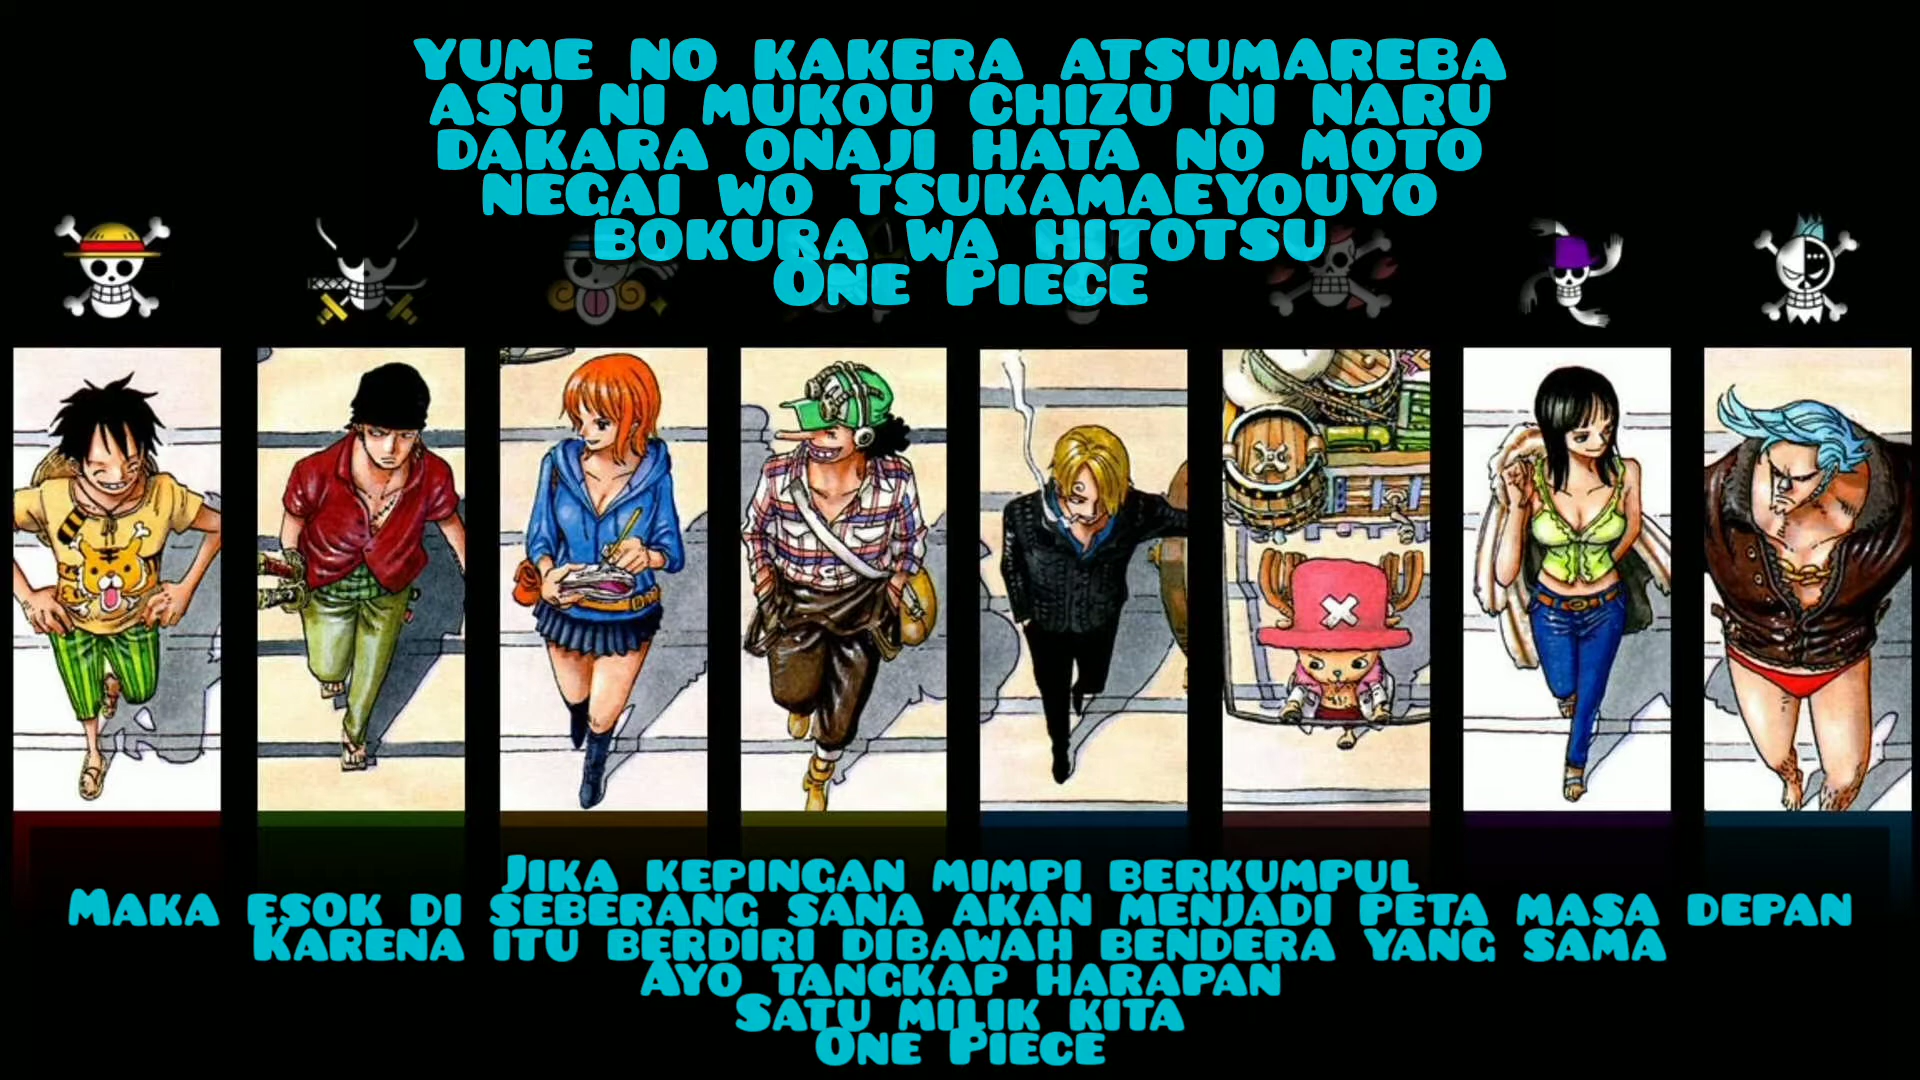 YUME NO KAKERA ATSUMAREBA
ASU NI MUKOU CHIZU NI NARU
DAKARA ONAJI HATA NO MOTO
NEGAI WO TSUKAMAEYOUYO
BOKURA WA HITOTSU
ONE PIECE
JIKA KEPINGAN MIMPI BERKUMPUL
MAKA ESOK DI SEBERANG SANA AKAN MENJADI PETA MASA DEPAN
KARENA ITU BERDIRI DIBAWAH BENDERA YANG SAMA
AYO TANGKAP HARAPAN
SATU MILIK KITA
ONE PIECE